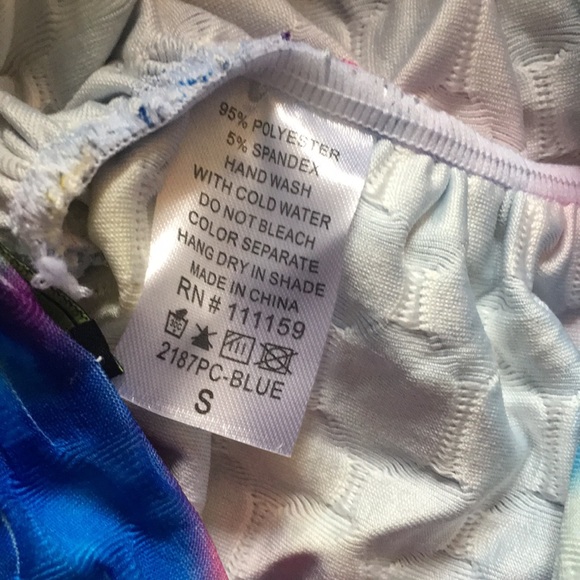 95% POLYESTER
5% SPANDEX
HAND WASH
WITH COLD WATER
DO NOT BLEACH
COLOR SEPARATE
HANG DRY IN SHADE
MADE IN CHINA
RN # 111159
2187PC-BLUE
S